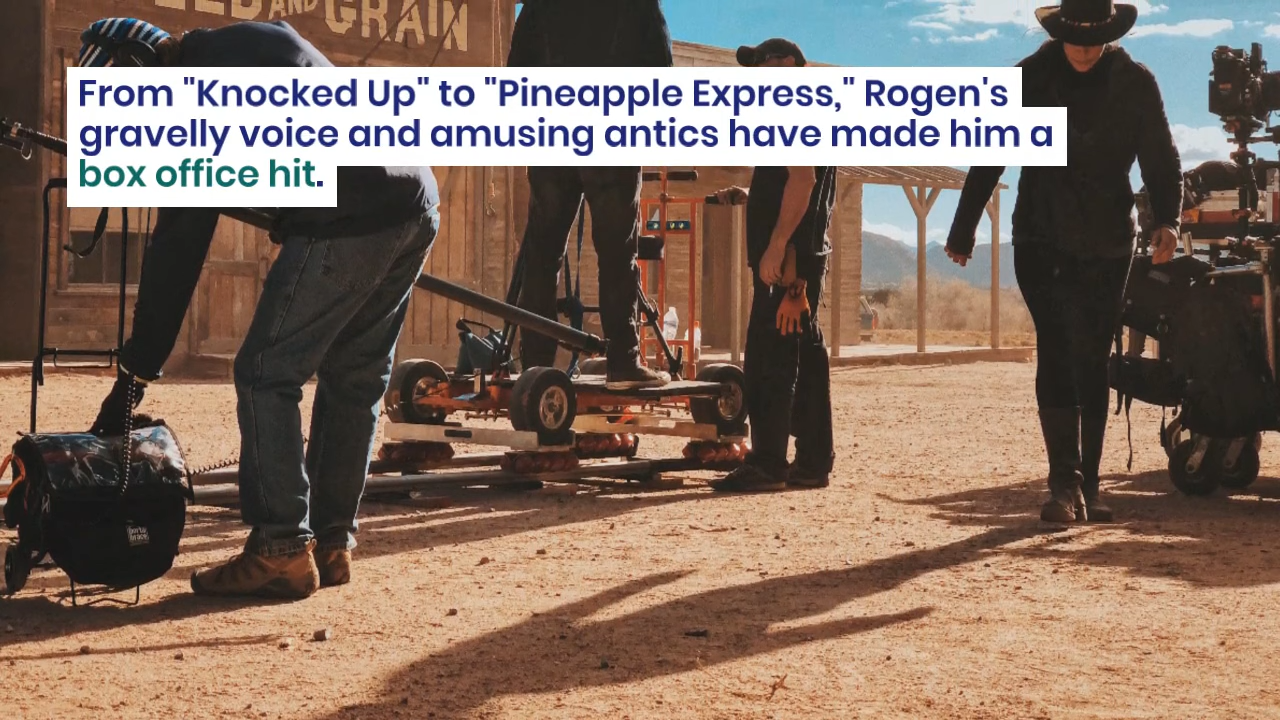 AND GRAIN
From "Knocked Up" to "Pineapple Express," Rogen's
gravelly voice and amusing antics have made him a
box office hit.